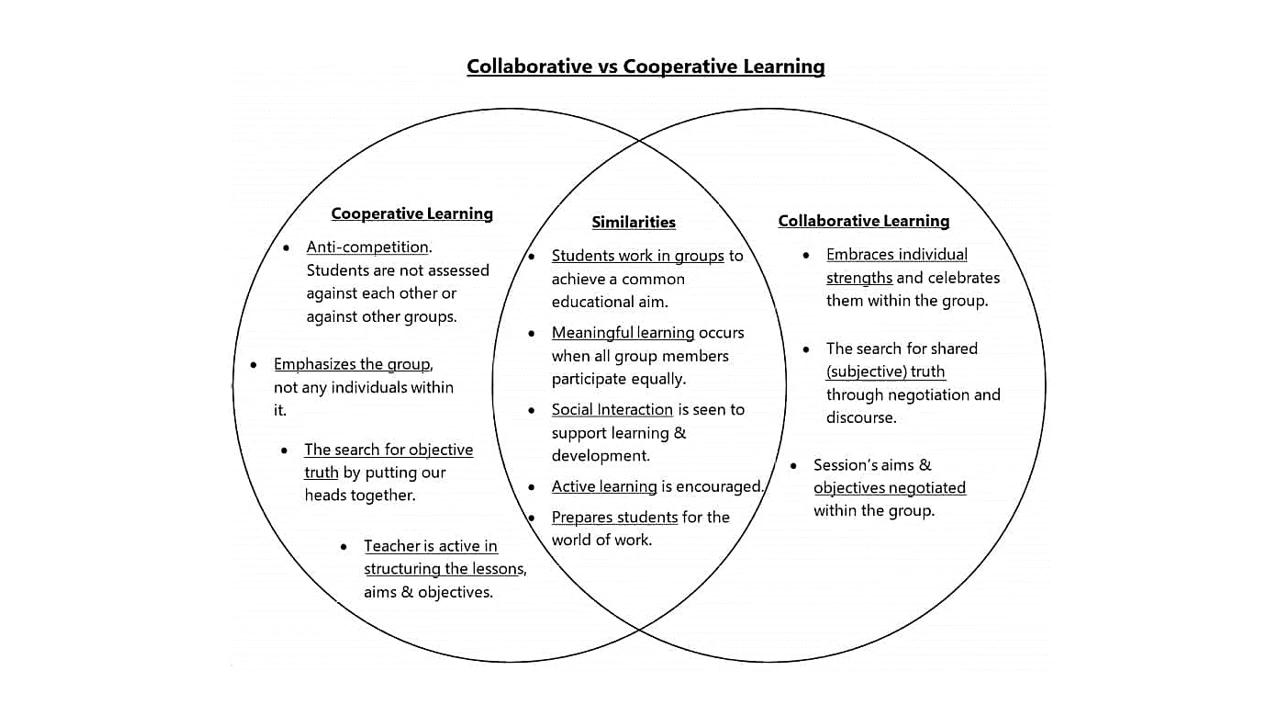 Collaborative vs Cooperative Learning
Cooperative Learning
• Anti-competition.
Students are not assessed
against each other or
against other groups.
• Emphasizes the group,
not any individuals within
it.
• The search for objective
truth by putting our
heads together.
• Teacher is active in
structuring the lessons,
aims & objectives.
Similarities
• Students work in groups to
achieve a common
educational aim.
• Meaningful learning occurs
when all group members
participate equally.
• Social Interaction is seen to
support learning &
development.
• Active learning is encouraged.
• Prepares students for the
world of work.
Collaborative Learning
• Embraces individual
strengths and celebrates
them within the group.
• The search for shared
(subjective) truth
through negotiation and
discourse.
• Session's aims &
objectives negotiated
within the group.